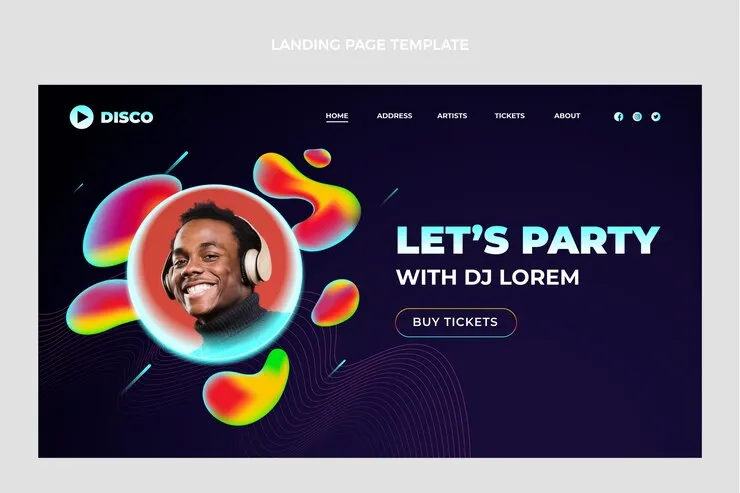 LANDING PAGE TEMPLATE
DISCO
HOME ADDRESS ARTISTS TICKETS ABOUT
LET'S PARTY
WITH DJ LOREM
BUY TICKETS